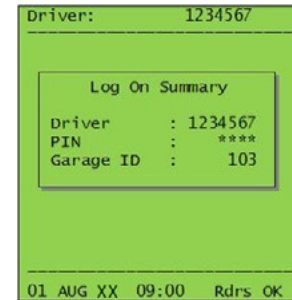 Driver: 1234567
Log On Summary
Driver : 1234567
PIN : ****
Garage ID : 103
01 AUG XX 09:00 Rdrs OK